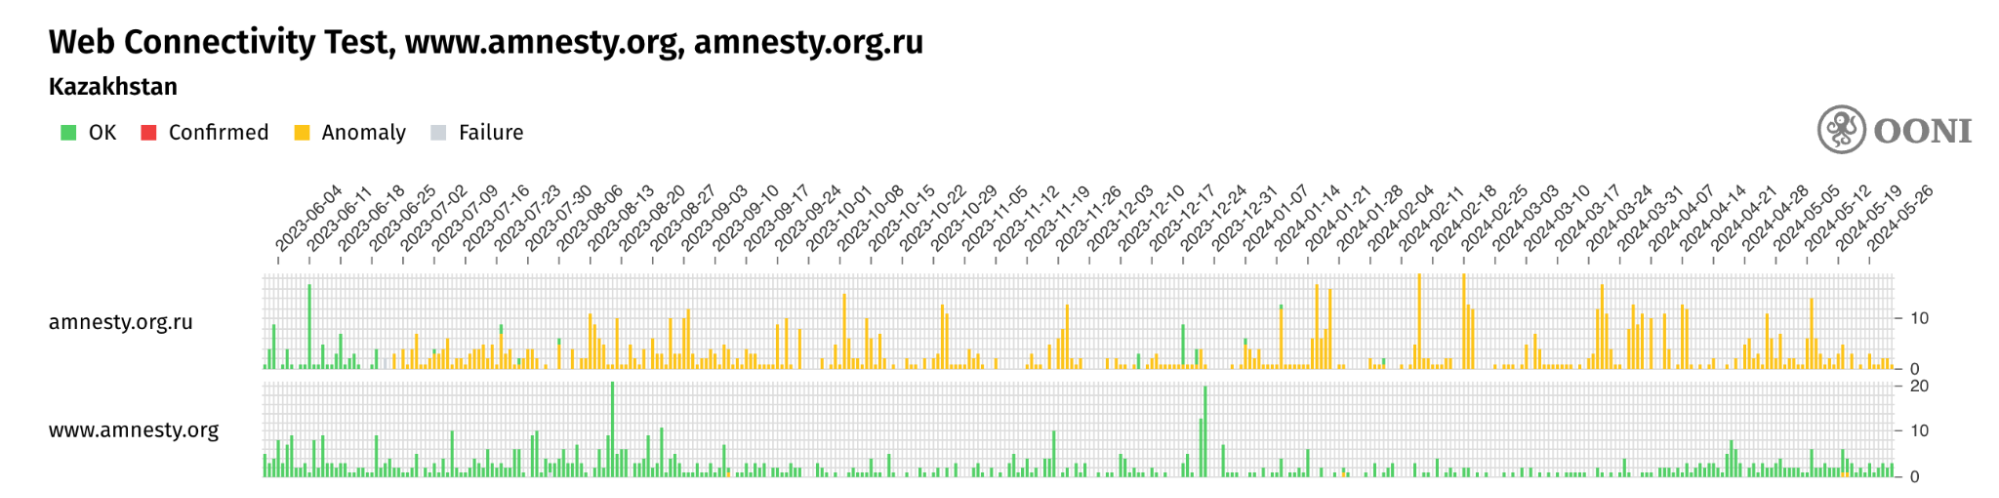 Web Connectivity Test, www.amnesty.org, amnesty.org.ru
Kazakhstan
OK Confirmed Anomaly Failure
OONI
2023-06-04 2023-06-11 2023-06-18 2023-06-25 2023-07-02 2023-07-09 2023-07-16 2023-07-23 2023-07-30 2023-08-06 2023-08-13 2023-08-20 2023-08-27 2023-09-03 2023-09-10 2023-09-17 2023-09-24 2023-10-01 2023-10-08 2023-10-15 2023-10-22 2023-10-29 2023-11-05 2023-11-12 2023-11-19 2023-11-26 2023-12-03 2023-12-10 2023-12-17 2023-12-24 2023-12-31 2024-01-07 2024-01-14 2024-01-21 2024-01-28 2024-02-04 2024-02-11 2024-02-18 2024-02-25 2024-03-03 2024-03-10 2024-03-17 2024-03-24 2024-03-31 2024-04-07 2024-04-14 2024-04-21 2024-04-28 2024-05-05 2024-05-12 2024-05-19 2024-05-26
amnesty.org.ru
10
0
20
www.amnesty.org
10
0